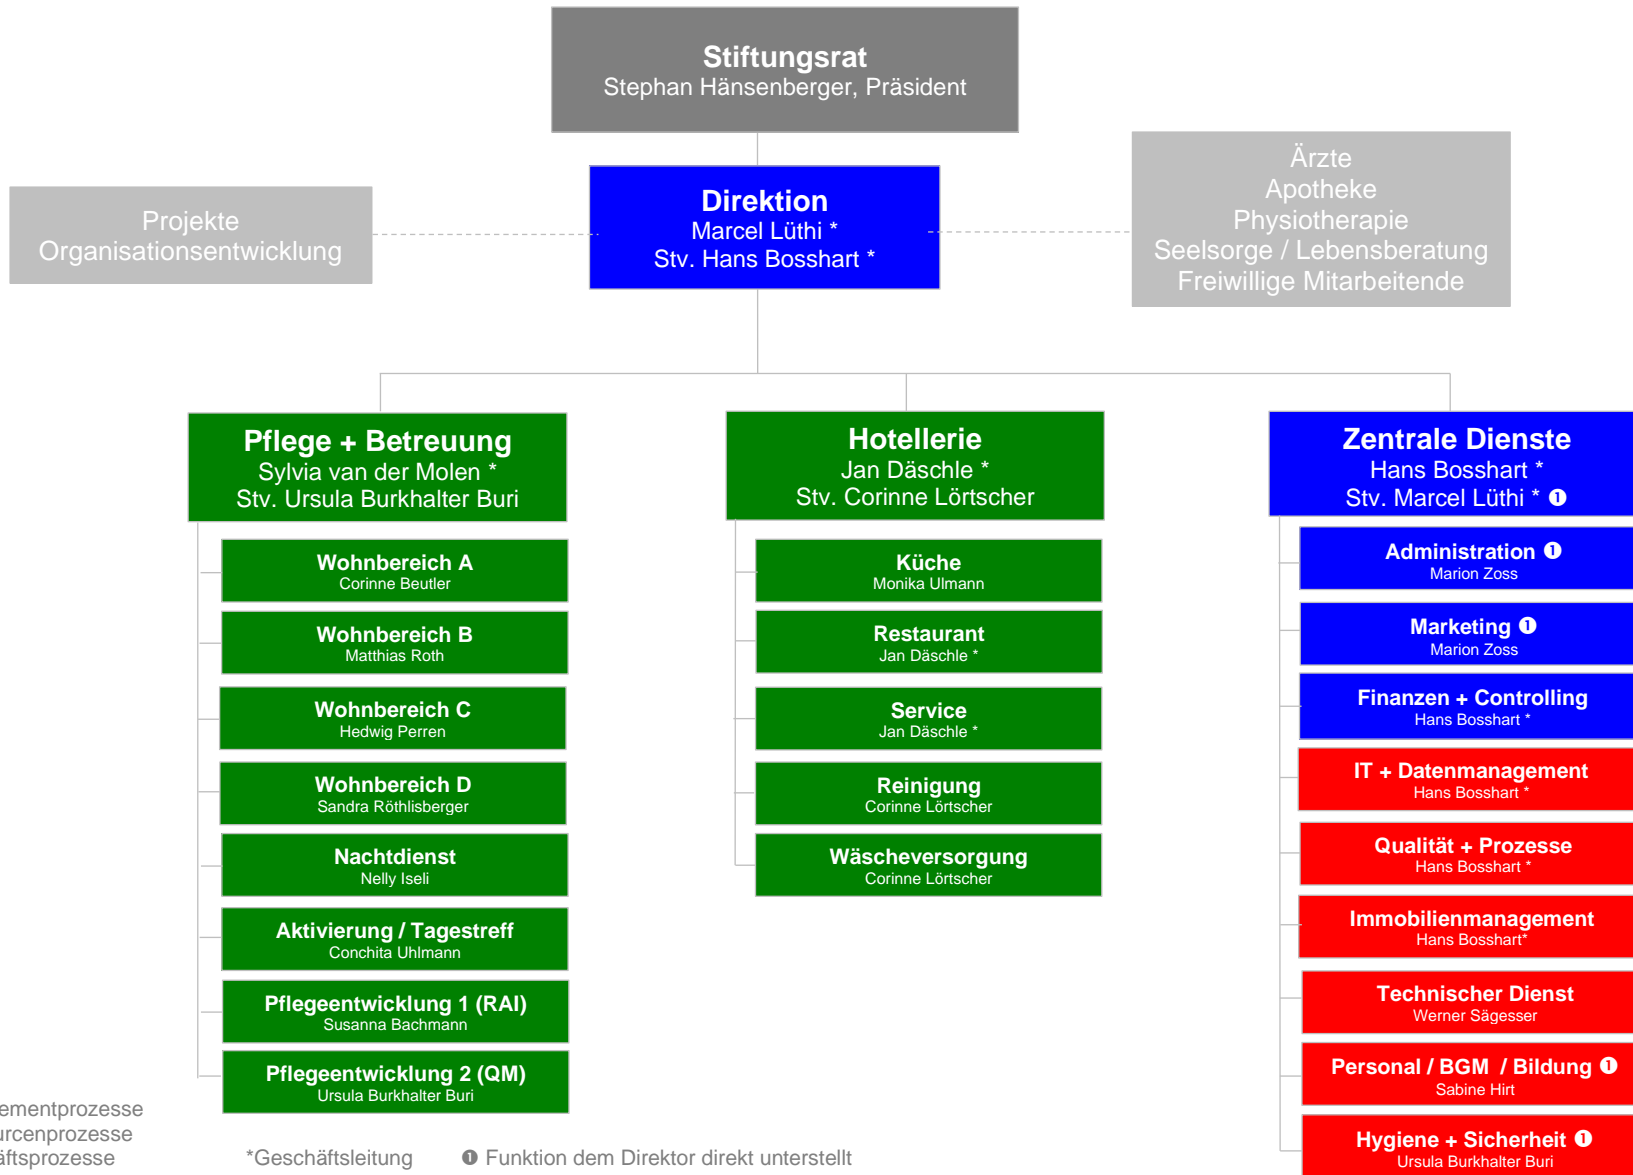 Stiftungsrat
Stephan Hänsenberger, Präsident
Projekte
Organisationsentwicklung
Direktion
Marcel Lüthi *
Stv. Hans Bosshart *
Ärzte
Apotheke
Physiotherapie
Seelsorge / Lebensberatung
Freiwillige Mitarbeitende
Pflege + Betreuung
Sylvia van der Molen *
Stv. Ursula Burkhalter Buri
Wohnbereich A
Corinne Beutler
Wohnbereich B
Matthias Roth
Wohnbereich C
Hedwig Perren
Wohnbereich D
Sandra Röthlisberger
Nachtdienst
Nelly Iseli
Aktivierung / Tagestreff
Conchita Uhlmann
Pflegeentwicklung 1 (RAI)
Susanna Bachmann
Pflegeentwicklung 2 (QM)
Ursula Burkhalter Buri
Hotellerie
Jan Däschle *
Stv. Corinne Lörtscher
Küche
Monika Ulmann
Restaurant
Jan Däschle *
Service
Jan Däschle *
Reinigung
Corinne Lörtscher
Wäscheversorgung
Corinne Lörtscher
Zentrale Dienste
Hans Bosshart *
Stv. Marcel Lüthi * ❶
Administration ❶
Marion Zoss
Marketing ❶
Marion Zoss
Finanzen + Controlling
Hans Bosshart *
IT + Datenmanagement
Hans Bosshart *
Qualität + Prozesse
Hans Bosshart *
Immobilienmanagement
Hans Bosshart*
Technischer Dienst
Werner Sägesser
Personal / BGM / Bildung ❶
Sabine Hirt
Hygiene + Sicherheit ❶
Ursula Burkhalter Buri
ementprozesse
urcenprozesse
äftsprozesse
*Geschäftsleitung ❶ Funktion dem Direktor direkt unterstellt